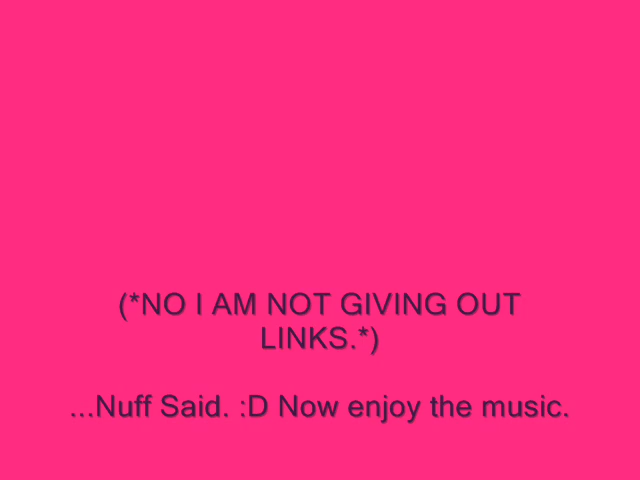 (*NO I AM NOT GIVING OUT
LINKS.*)
...Nuff Said. :D Now enjoy the music.